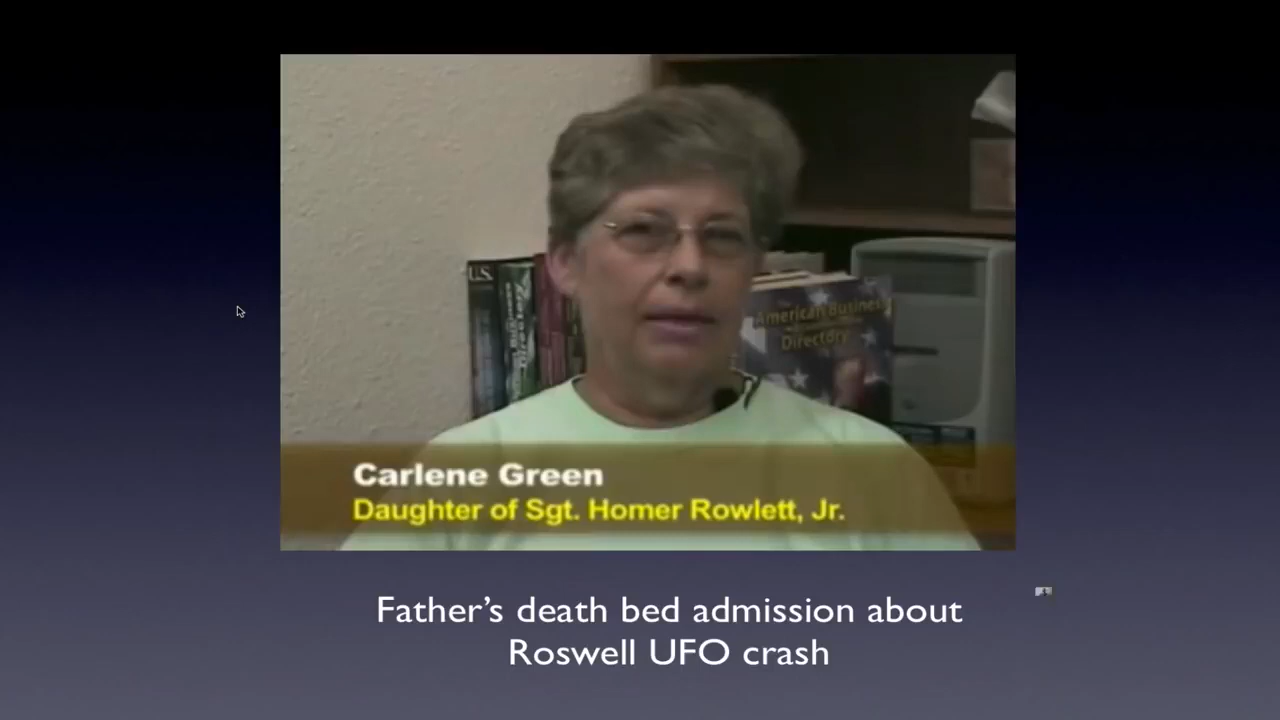 U.S.
American Business
Directory
Carlene Green
Daughter of Sgt. Homer Rowlett, Jr.
Father's death bed admission about
Roswell UFO crash